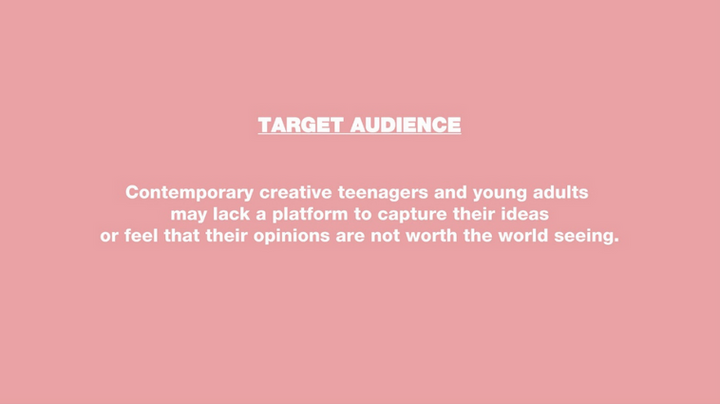 TARGET AUDIENCE
Contemporary creative teenagers and young adults
may lack a platform to capture their ideas
or feel that their opinions are not worth the world seeing.